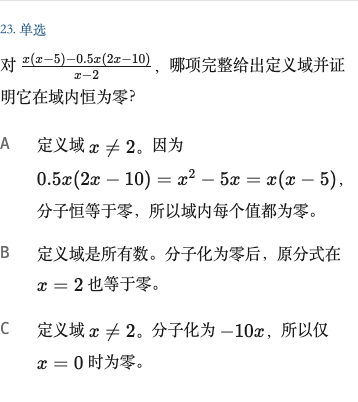 23. 单选
对 \frac{x(x-5)-0.5x(2x-10)}{x-2}，哪项完整给出定义域并证
明它在域内恒为零?
A 定义域 x ≠ 2。因为
0.5x(2x − 10) = x² − 5x = x(x − 5)，
分子恒等于零，所以域内每个值都为零。
B 定义域是所有数。分子化为零后，原分式在
x = 2 也等于零。
C 定义域 x ≠ 2。分子化为 −10x，所以仅
x = 0 时为零。